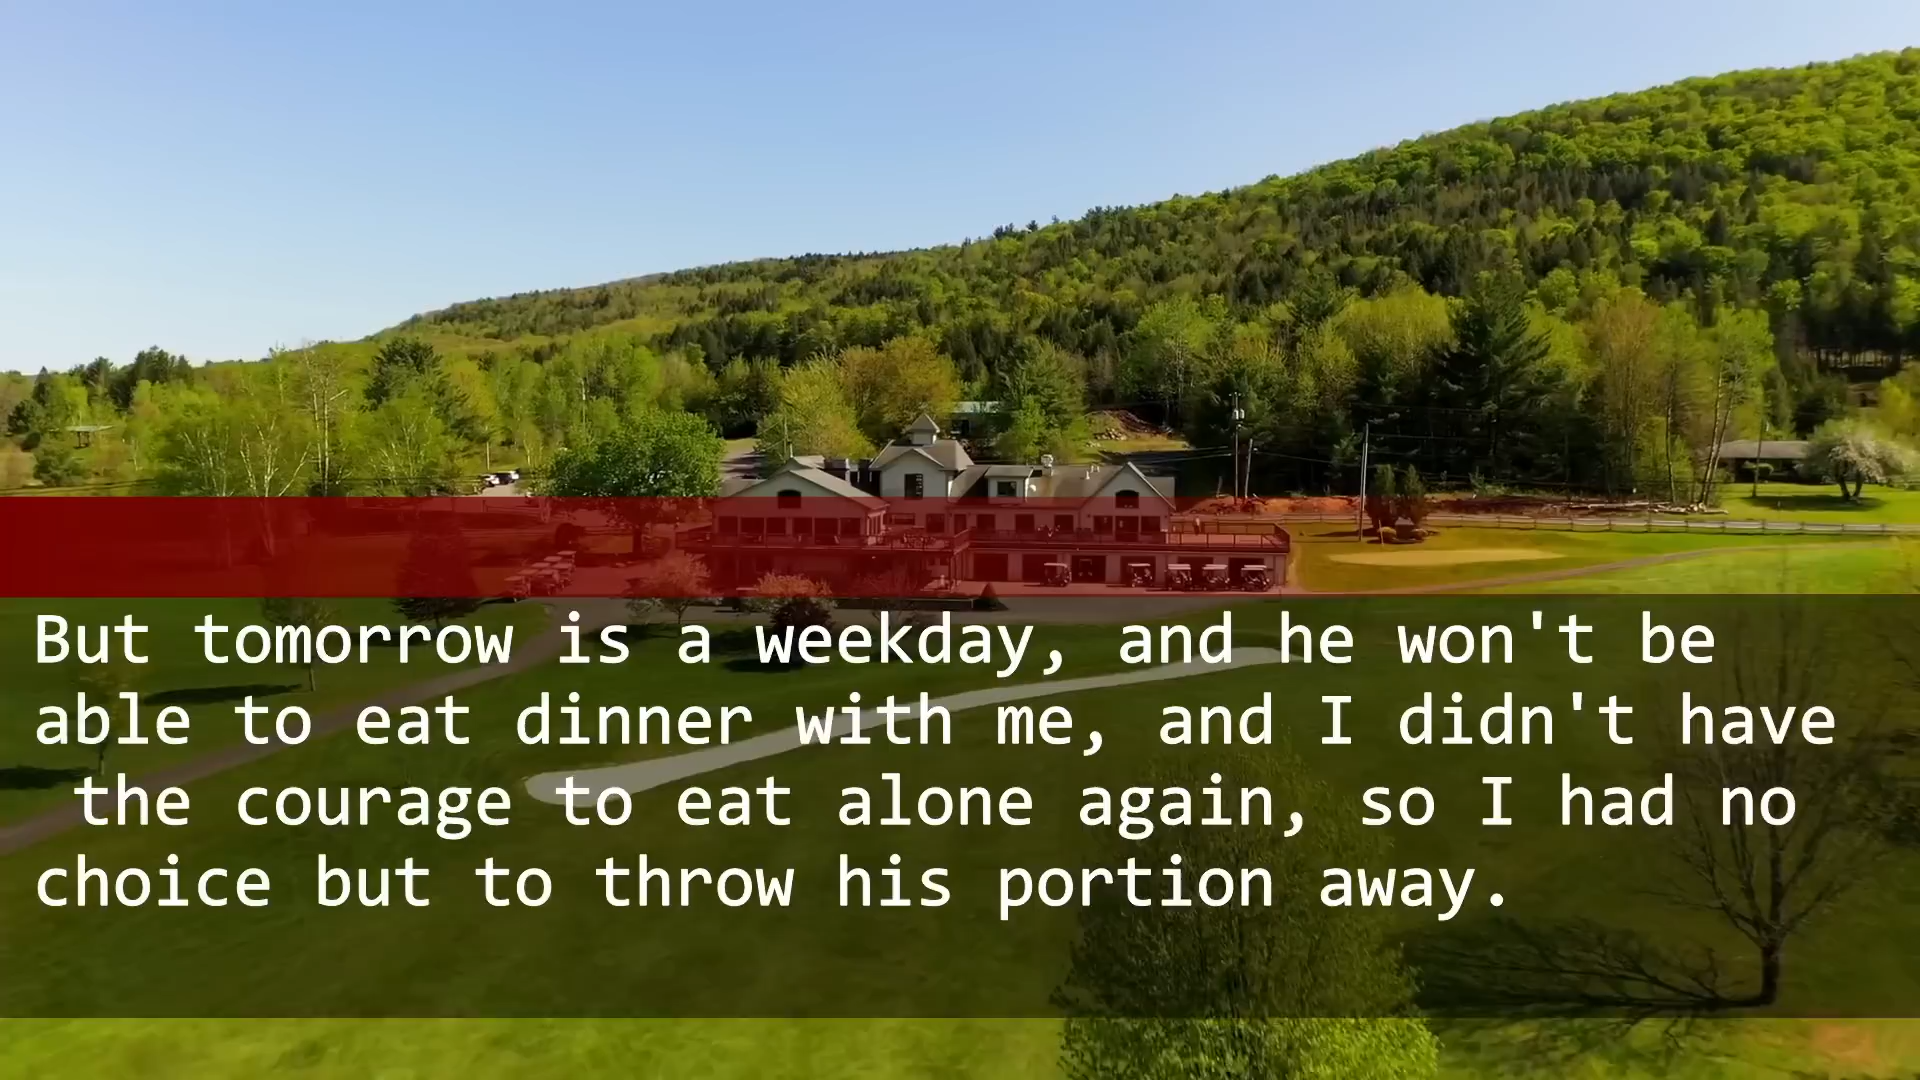 But tomorrow is a weekday, and he won't be
able to eat dinner with me, and I didn't have
the courage to eat alone again, so I had no
choice but to throw his portion away.